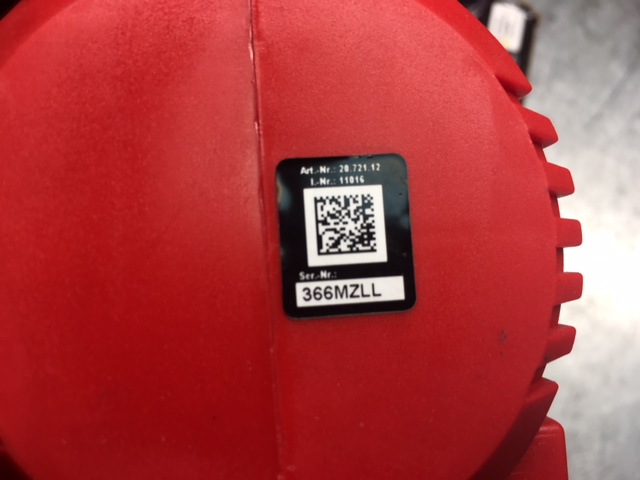 Art.-Nr.: 20.721.12
I.-Nr.: 11016
Ser.-Nr.:
366MZLL